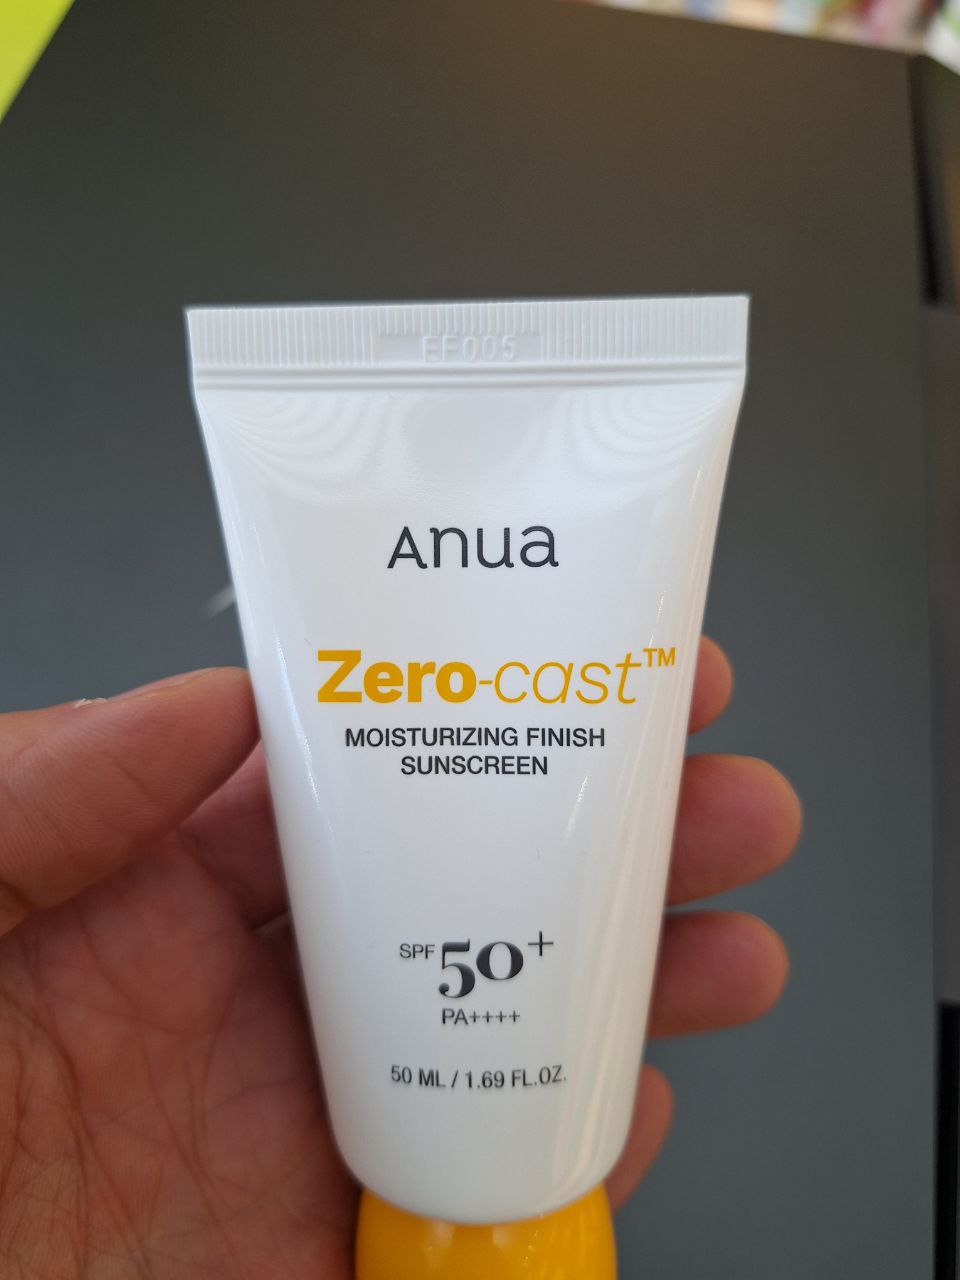 EF005
Anua
Zero-cast™
MOISTURIZING FINISH
SUNSCREEN
SPF 50+
PA++++
50 ML / 1.69 FL.OZ.